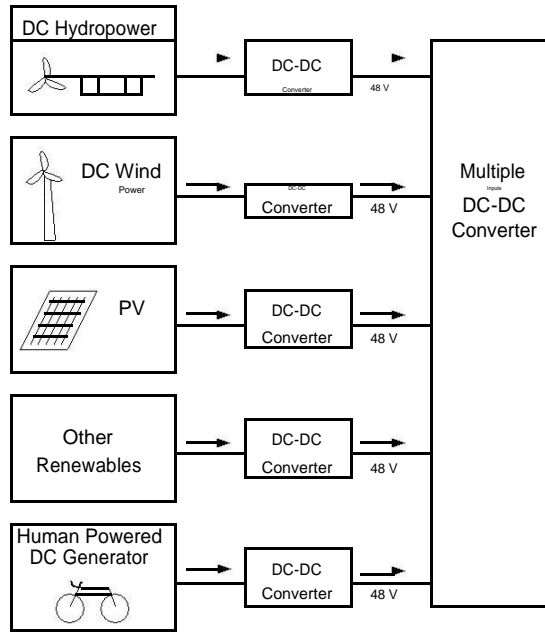 DC Hydropower
DC-DC
Converter
48 V
DC Wind
Power
DC-DC
Converter
48 V
Multiple
Inputs
DC-DC
Converter
PV
DC-DC
Converter
48 V
Other
Renewables
DC-DC
Converter
48 V
Human Powered
DC Generator
DC-DC
Converter
48 V